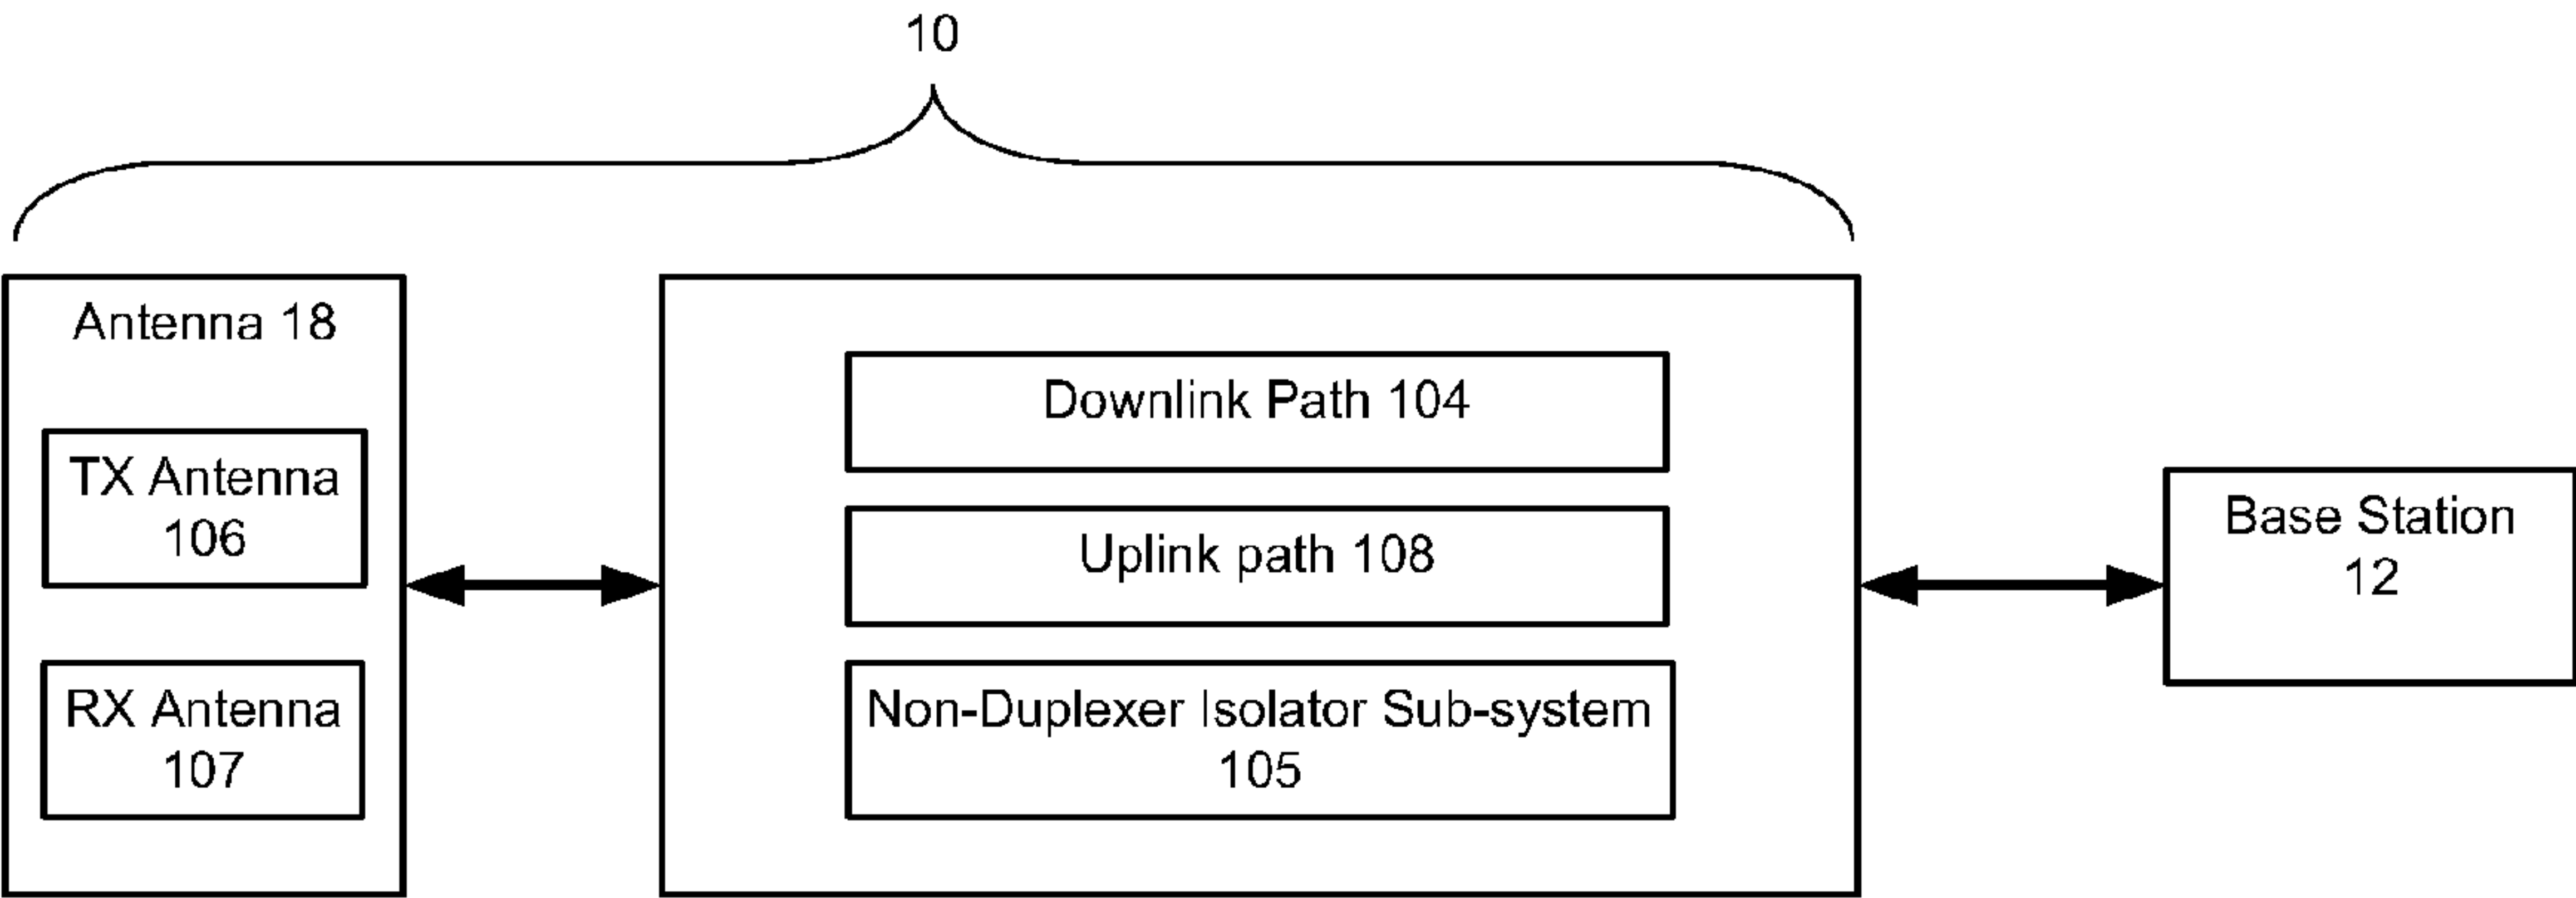 10
Antenna 18
TX Antenna
106
RX Antenna
107
Downlink Path 104
Uplink path 108
Non-Duplexer Isolator Sub-system
105
Base Station
12